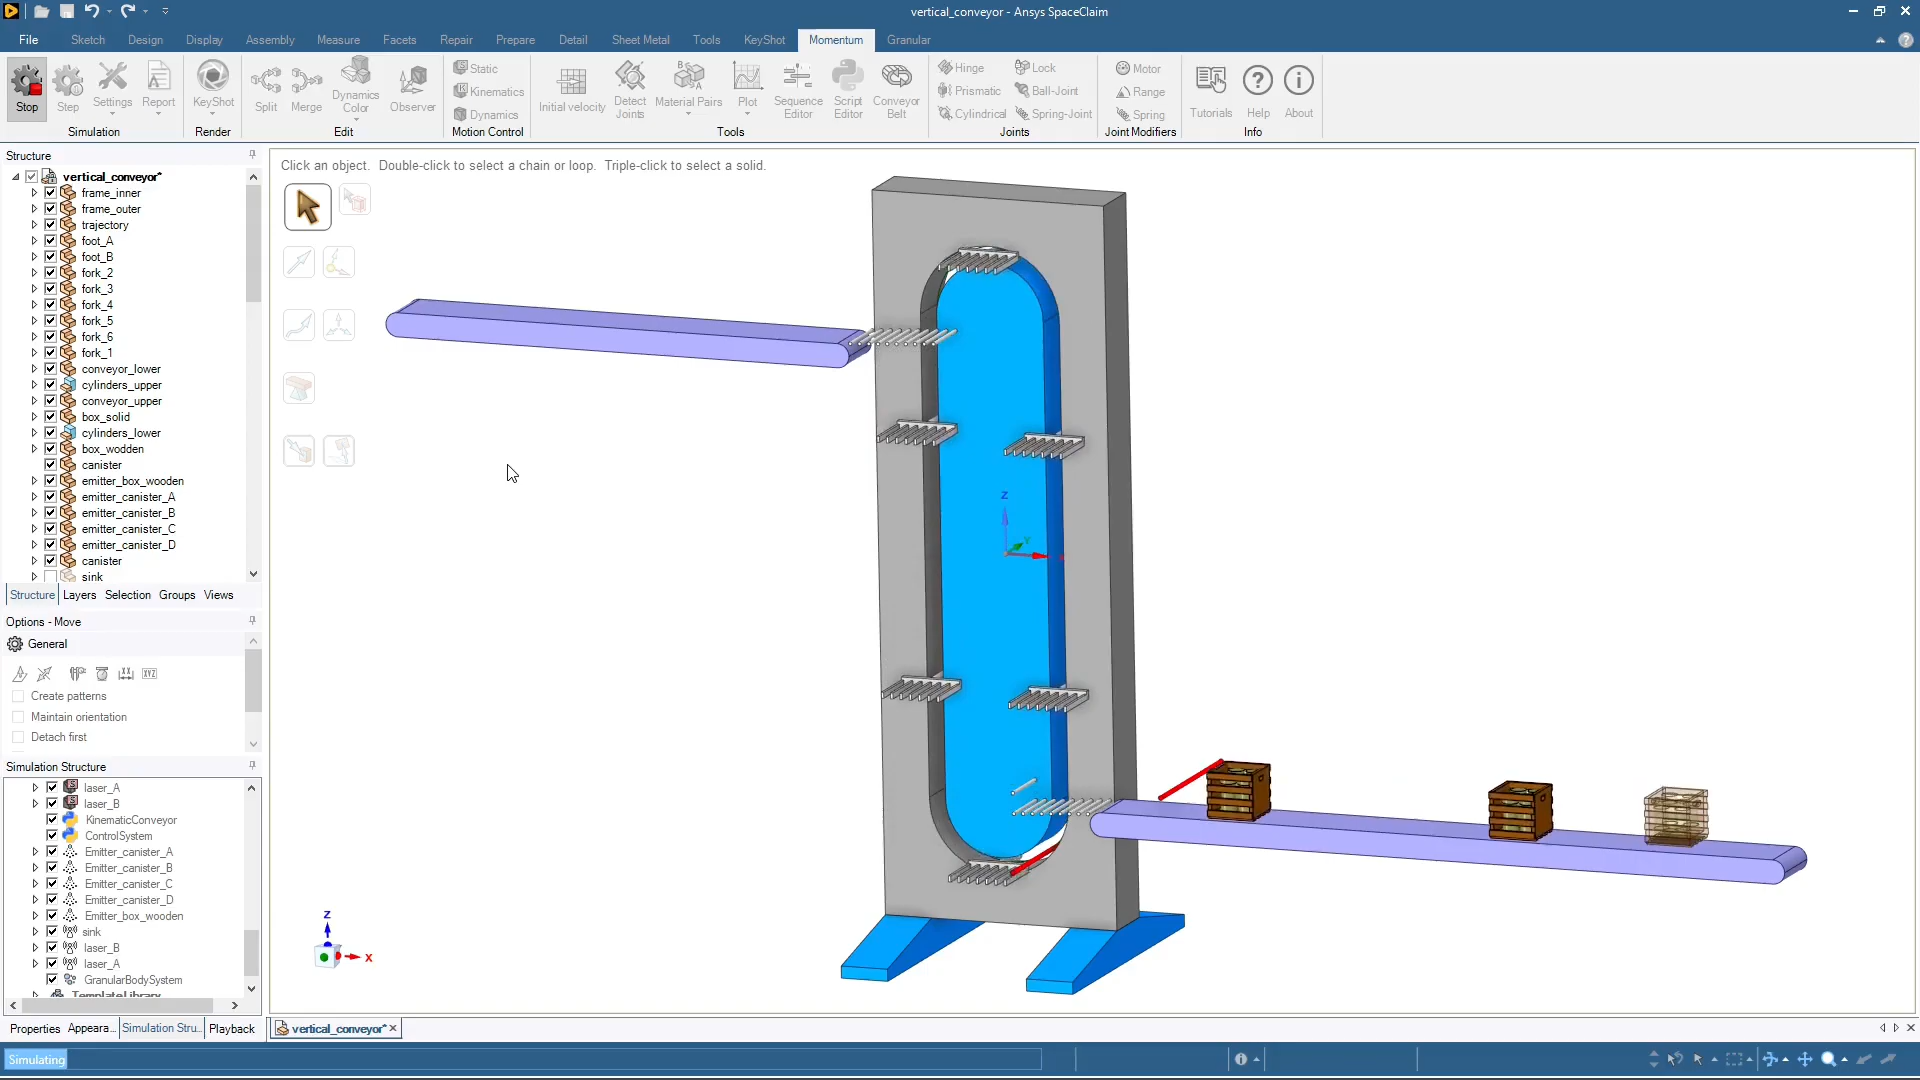 vertical_conveyor - Ansys SpaceClaim
File Sketch Design Display Assembly Measure Facets Repair Prepare Detail Sheet Metal Tools KeyShot Momentum Granular
Stop Step Settings Report
Simulation
KeyShot
Render
Split Merge Dynamics Color Observer
Edit
Static
Kinematics
Dynamics
Motion Control
Initial velocity Detect Joints Material Pairs Plot Sequence Editor Script Editor Conveyor Belt
Tools
Hinge Lock
Prismatic Ball-Joint
Cylindrical Spring-Joint
Joints
Motor
Range
Spring
Joint Modifiers
Tutorials Help About
Info
Structure
vertical_conveyor*
frame_inner
frame_outer
trajectory
foot_A
foot_B
fork_2
fork_3
fork_4
fork_5
fork_6
fork_1
conveyor_lower
cylinders_upper
conveyor_upper
box_solid
cylinders_lower
box_wodden
canister
emitter_box_wooden
emitter_canister_A
emitter_canister_B
emitter_canister_C
emitter_canister_D
canister
sink
Structure Layers Selection Groups Views
Options - Move
General
XYZ
Create patterns
Maintain orientation
Detach first
Simulation Structure
laser_A
laser_B
KinematicConveyor
ControlSystem
Emitter_canister_A
Emitter_canister_B
Emitter_canister_C
Emitter_canister_D
Emitter_box_wooden
sink
laser_B
laser_A
GranularBodySystem
TemplateLibrary
Properties Appeara... Simulation Stru... Playback
Click an object. Double-click to select a chain or loop. Triple-click to select a solid.
Z
Y
Z
X
vertical_conveyor*
Simulating